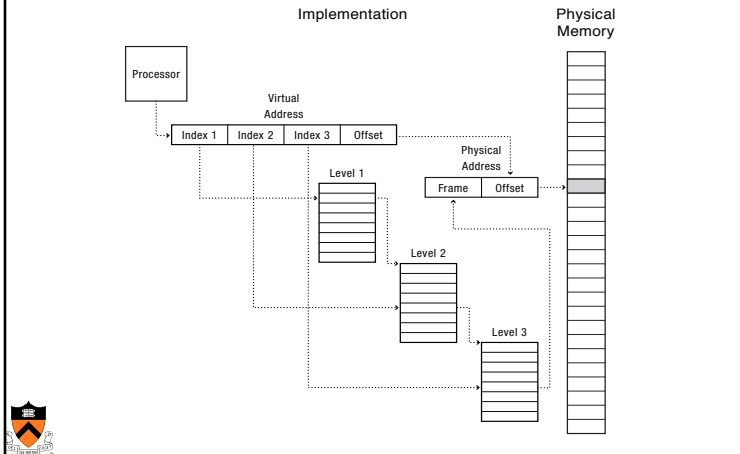 Implementation
Physical
Memory
Processor
Virtual
Address
Index 1
Index 2
Index 3
Offset
Physical
Address
Frame
Offset
Level 1
Level 2
Level 3